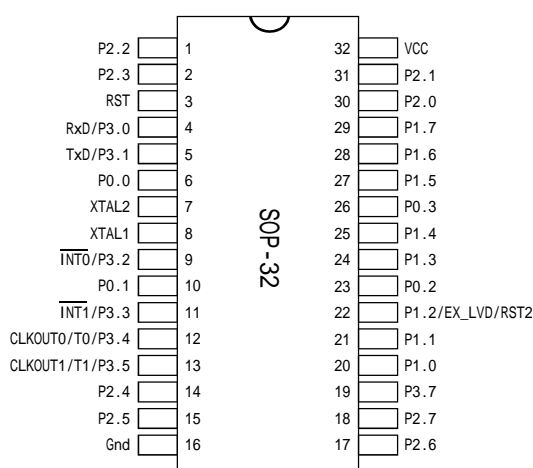 P2.2 1 32 VCC
P2.3 2 31 P2.1
RST 3 30 P2.0
RxD/P3.0 4 29 P1.7
TxD/P3.1 5 28 P1.6
P0.0 6 27 P1.5
XTAL2 7 26 P0.3
XTAL1 8 25 P1.4
INT0/P3.2 9 24 P1.3
P0.1 10 23 P0.2
INT1/P3.3 11 22 P1.2/EX_LVD/RST2
CLKOUT0/T0/P3.4 12 21 P1.1
CLKOUT1/T1/P3.5 13 20 P1.0
P2.4 14 19 P3.7
P2.5 15 18 P2.7
Gnd 16 17 P2.6
SOP-32